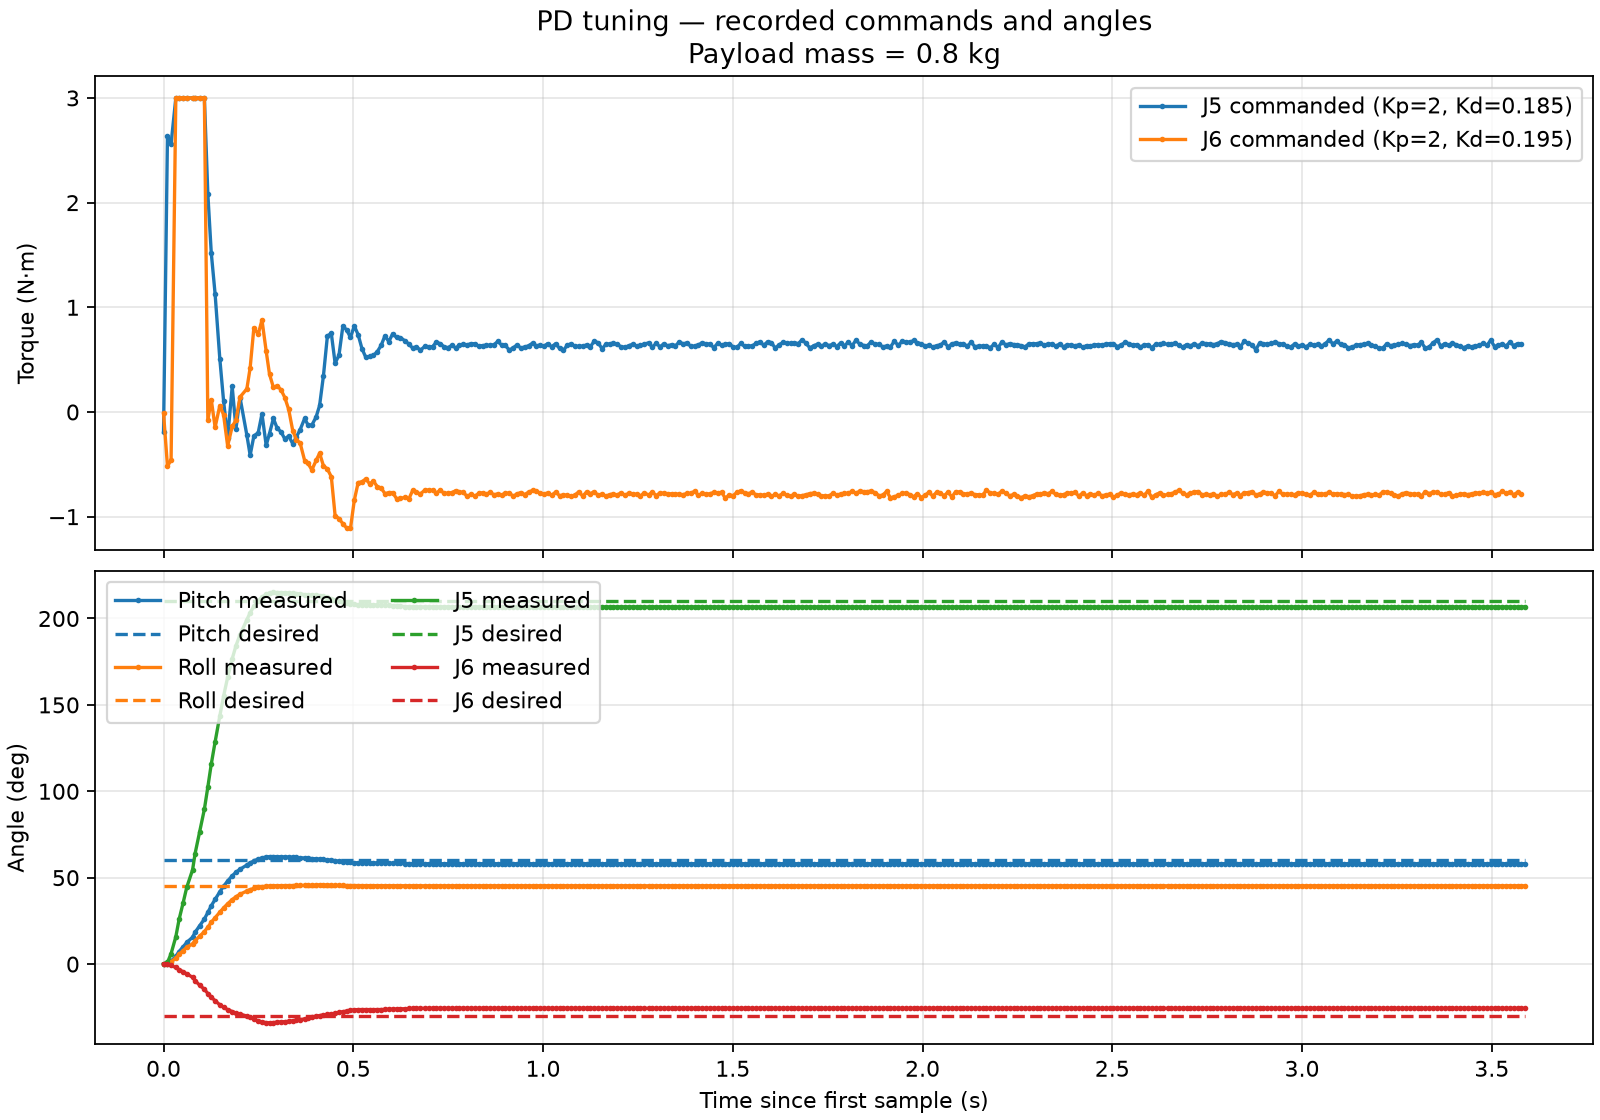 PD tuning — recorded commands and angles
Payload mass = 0.8 kg
3
2
1
0
−1
Torque (N·m)
J5 commanded (Kp=2, Kd=0.185)
J6 commanded (Kp=2, Kd=0.195)
200
150
100
50
0
Angle (deg)
Pitch measured
Pitch desired
Roll measured
Roll desired
J5 measured
J5 desired
J6 measured
J6 desired
0.0 0.5 1.0 1.5 2.0 2.5 3.0 3.5
Time since first sample (s)